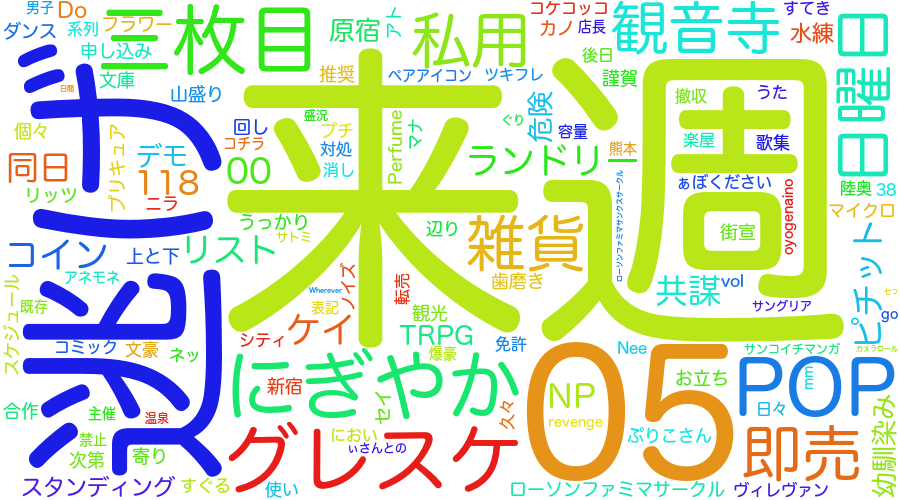 来週
逃げ
05
三枚目
私用
観音寺
日曜日
原宿
アト
コケコッコ
カノ
店長
すてき
水練
男子
Do
ダンス
系列
フラワー
申し込み
文庫
推奨
ペアアイコン
ツキフレ
後日
謹賀
撤収
うた
日間
山盛り
個々
プリキュア
回し
コチラ
盛況
プチ
対処
消し
Perfume
マナ
ぐり
危険
容量
熊本
楽屋
歌集
同日
デモ
118
00
ランドリー
ローソンファミマサンクスサークル
ぁぼください
陸奥
38
リッツ
ニラ
うっかり
サトミ
辺り
雑貨
街宣
oyogenaino
マイクロ
コイン
上と下
リスト
ノイズ
転売
歯磨き
共謀
vol
ピチット
スケジュール
アネモネ
既存
Wherever
表記
観光
サングリア
七つ
go
コミック
文豪
ネッ
シティ
ケイ
TRPG
爆豪
免許
Nee
サンコイチマンガ
カメラロール
合作
主催
温泉
新宿
にぎやか
セイ
NP
お立ち
mm
POP
禁止
次第
寄り
グレスケ
におい
ぃさんとの
久々
revenge
ぷりこさん
日々
即売
幼馴染み
スタンディング
すぐる
使い
ローソンファミマサークル
ヴィレヴァン